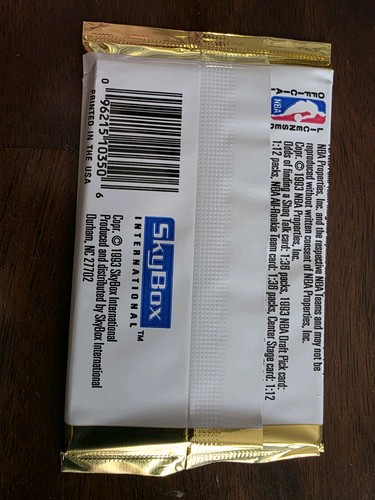 OFFICIAL LICENSEE
NBA
NBA Properties, Inc. and the respective NBA Teams and may not be
reproduced without written consent of NBA Properties, Inc.
Copr. © 1993 NBA Properties, Inc.
Odds of finding a Shaq Talk card: 1:36 packs, 1993 NBA Draft Pick card:
1:12 packs, NBA All-Rookie Team card: 1:36 packs, Center Stage card: 1:12
SkyBox
INTERNATIONAL™
Copr. © 1993 SkyBox International
Produced and distributed by SkyBox International
Durham, NC 27702
0 96215 10350 6
PRINTED IN THE USA